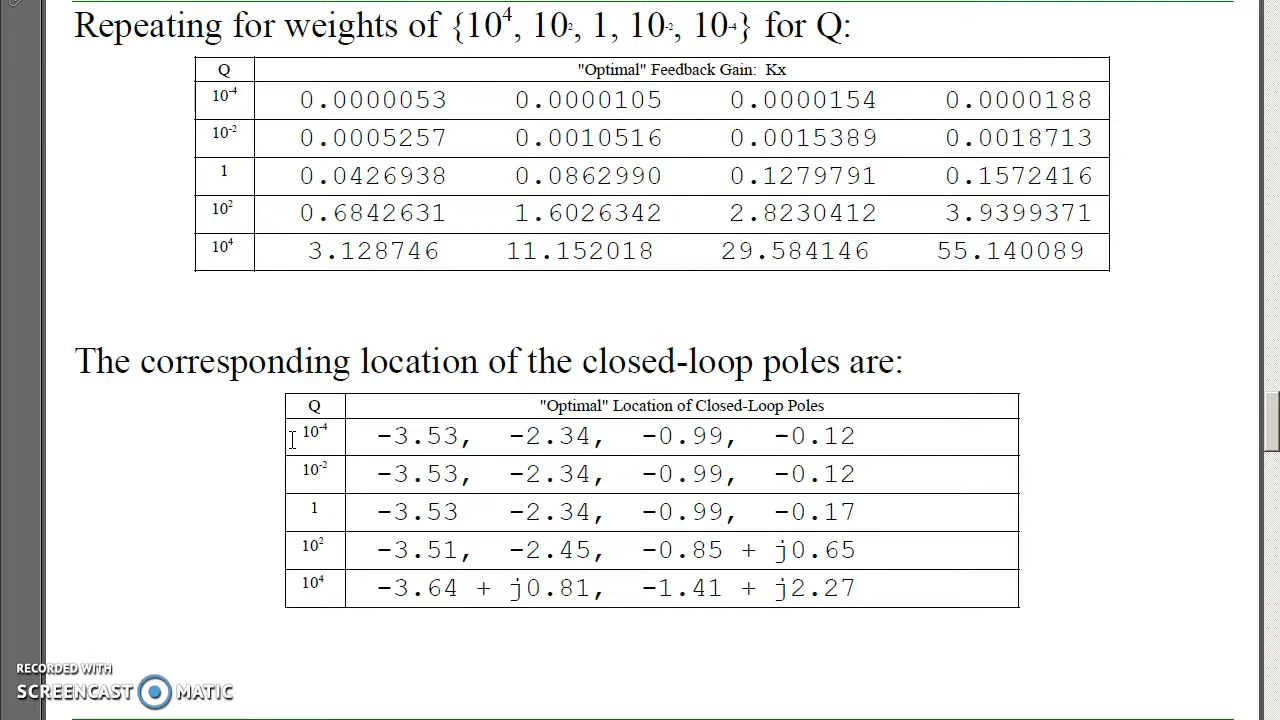 Repeating for weights of {10⁴, 10², 1, 10⁻², 10⁻⁴} for Q:
Q "Optimal" Feedback Gain: Kx
10⁻⁴ 0.0000053 0.0000105 0.0000154 0.0000188
10⁻² 0.0005257 0.0010516 0.0015389 0.0018713
1 0.0426938 0.0862990 0.1279791 0.1572416
10² 0.6842631 1.6026342 2.8230412 3.9399371
10⁴ 3.128746 11.152018 29.584146 55.140089
The corresponding location of the closed-loop poles are:
Q "Optimal" Location of Closed-Loop Poles
10⁻⁴ -3.53, -2.34, -0.99, -0.12
10⁻² -3.53, -2.34, -0.99, -0.12
1 -3.53 -2.34, -0.99, -0.17
10² -3.51, -2.45, -0.85 + j0.65
10⁴ -3.64 + j0.81, -1.41 + j2.27
RECORDED WITH
SCREENCAST MATIC